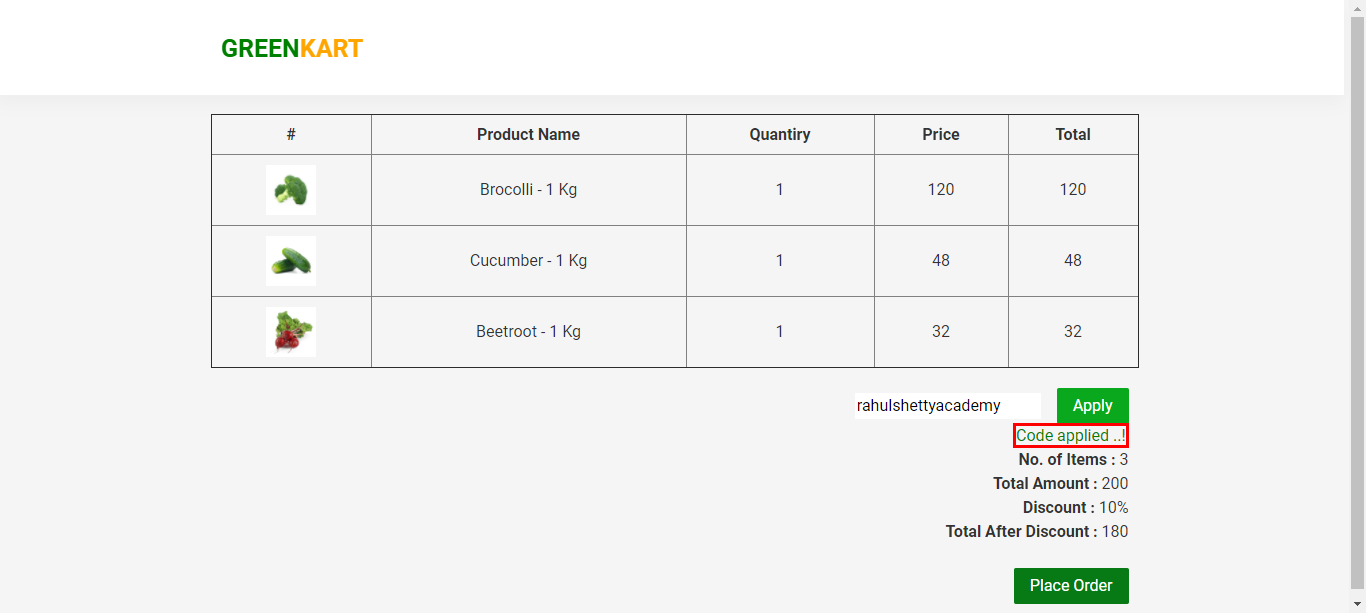 GREENKART
# Product Name Quantiry Price Total
Brocolli - 1 Kg 1 120 120
Cucumber - 1 Kg 1 48 48
Beetroot - 1 Kg 1 32 32
rahulshettyacademy Apply
Code applied ..!
No. of Items : 3
Total Amount : 200
Discount : 10%
Total After Discount : 180
Place Order